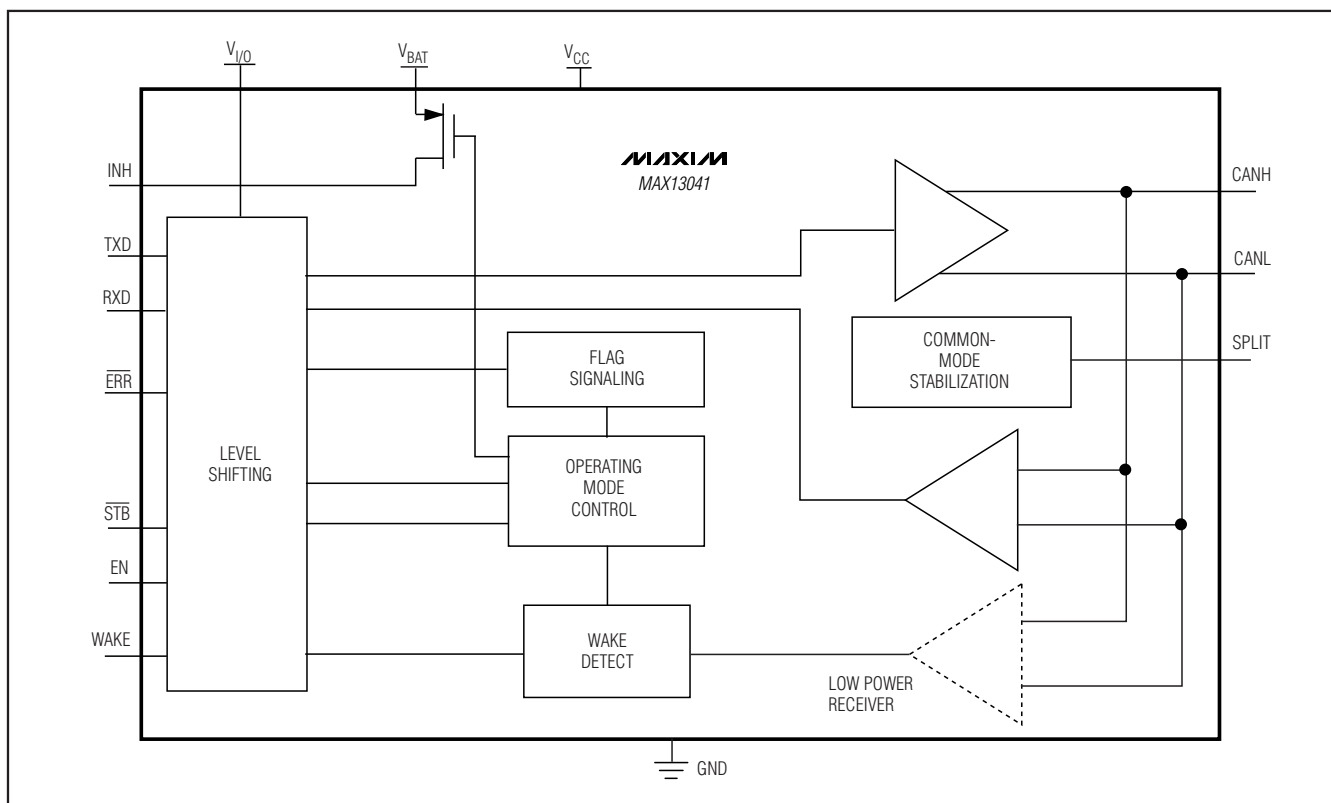 V_I/O
V_BAT
V_CC
INH
TXD
RXD
ERR
STB
EN
WAKE
LEVEL
SHIFTING
MAXIM
MAX13041
FLAG
SIGNALING
OPERATING
MODE
CONTROL
WAKE
DETECT
COMMON-
MODE
STABILIZATION
LOW POWER
RECEIVER
CANH
CANL
SPLIT
GND